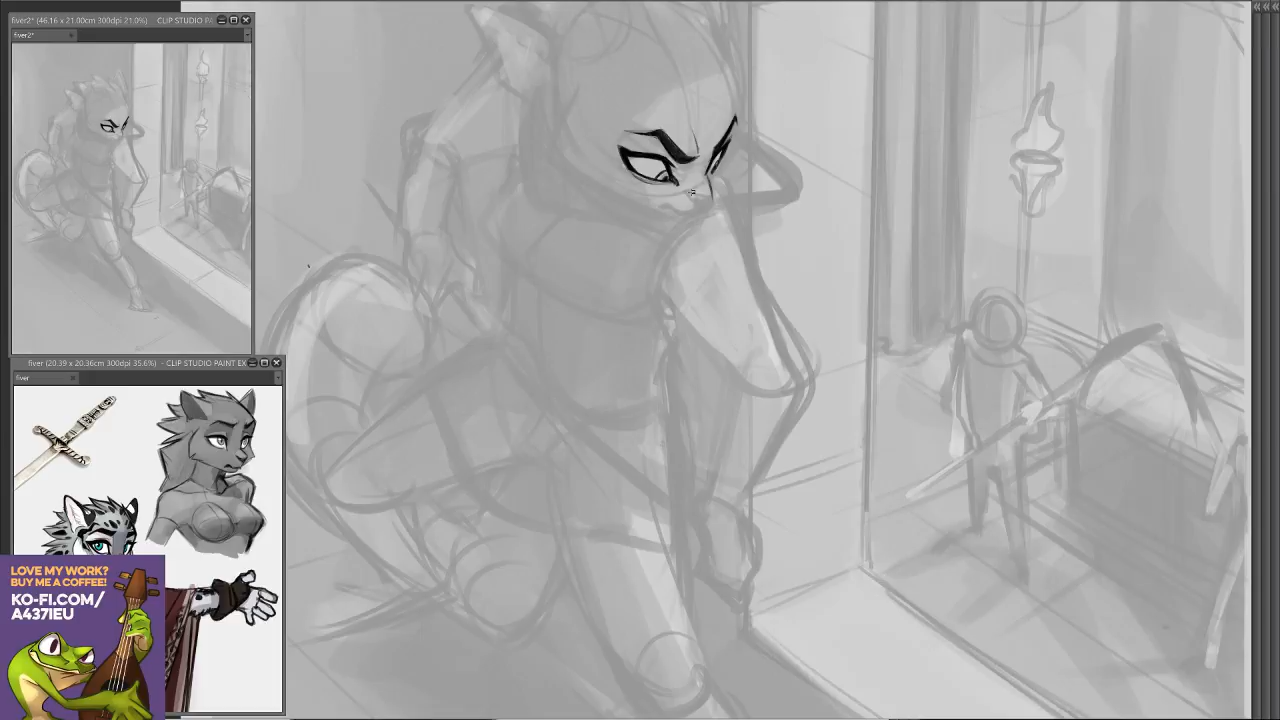 fiver2* (46.16 x 21.00cm 300dpi 21.0%) CLIP STUDIO PA
fiver2*
fiver (20.39 x 20.36cm 300dpi 35.6%) - CLIP STUDIO PAINT EX
fiver
LOVE MY WORK?
BUY ME A COFFEE!
KO-FI.COM/
A437IEU